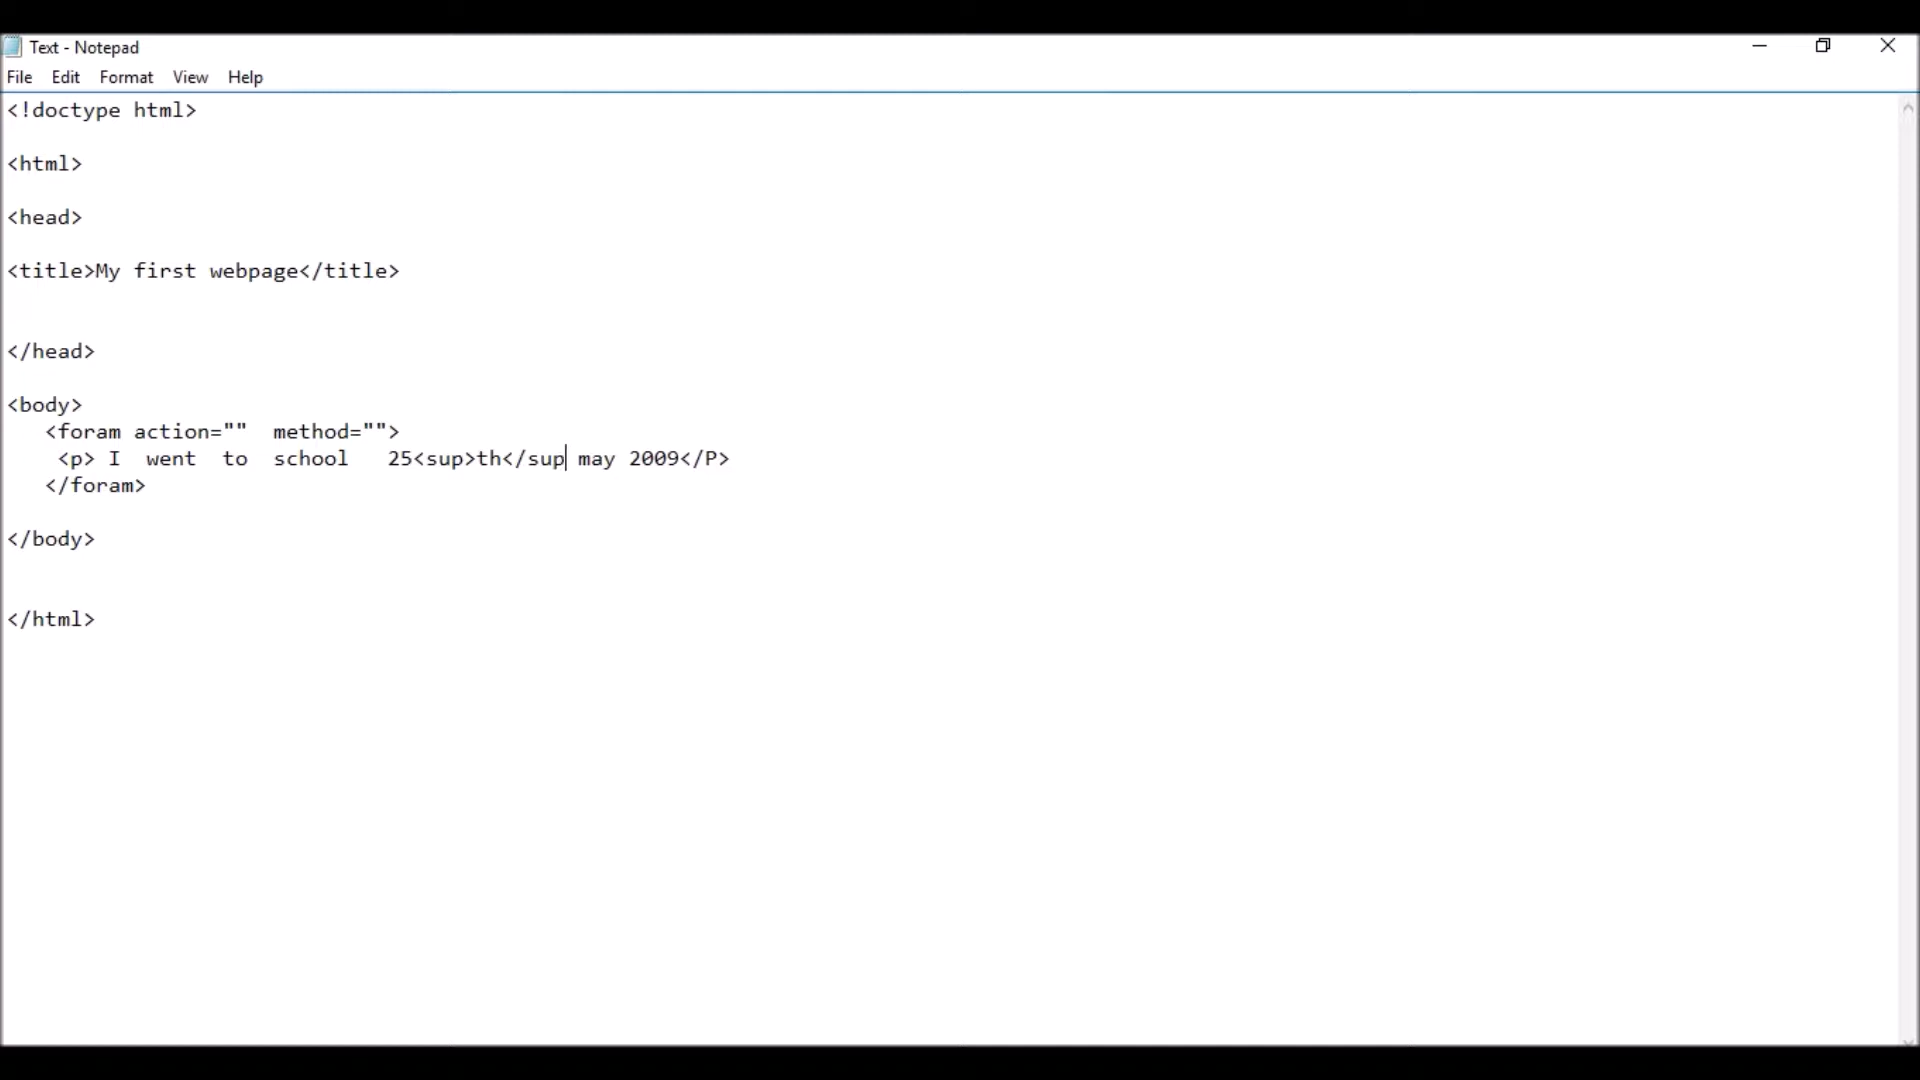 Text - Notepad
File Edit Format View Help
<!doctype html>
<html>
<head>
<title>My first webpage</title>
</head>
<body>
<foram action="" method="">
<p> I went to school 25<sup>th</sup may 2009</P>
</foram>
</body>
</html>